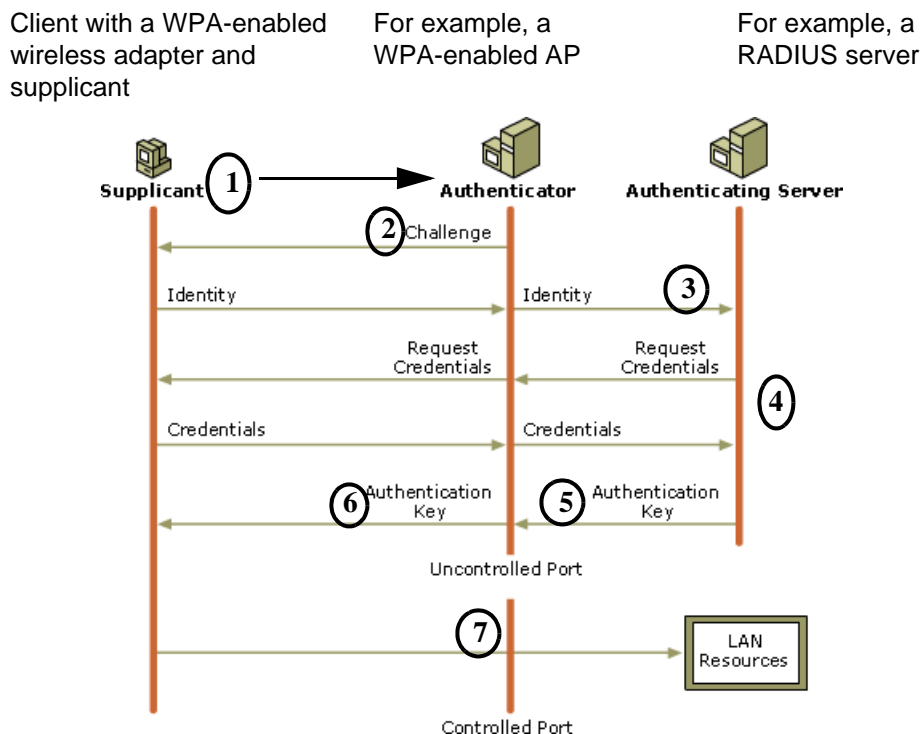 Client with a WPA-enabled
wireless adapter and
supplicant
For example, a
WPA-enabled AP
For example, a
RADIUS server
Supplicant
1
Authenticator
Authenticating Server
2
Challenge
Identity
Identity
3
Request
Credentials
Request
Credentials
4
Credentials
Credentials
6
Authentication
Key
5
Authentication
Key
Uncontrolled Port
7
LAN
Resources
Controlled Port